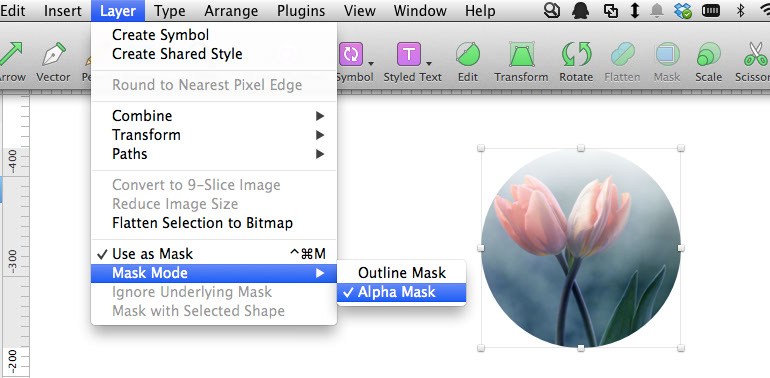 Edit Insert Layer Type Arrange Plugins View Window Help
Create Symbol
Create Shared Style
Round to Nearest Pixel Edge
Combine
Transform
Paths
Convert to 9-Slice Image
Reduce Image Size
Flatten Selection to Bitmap
✓ Use as Mask ^⌘M
Mask Mode
Outline Mask
✓ Alpha Mask
Ignore Underlying Mask
Mask with Selected Shape
Arrow Vector Pe Symbol Styled Text Edit Transform Rotate Flatten Mask Scale Scissors
T
-400
-300
-200